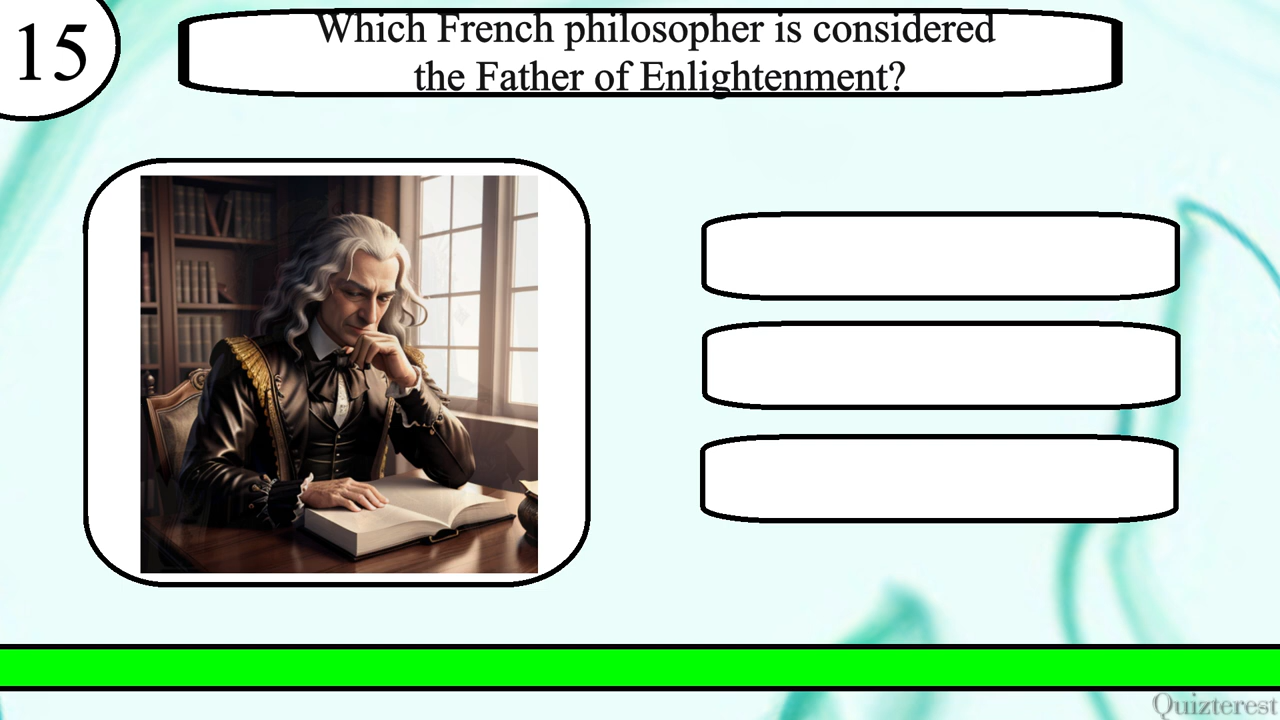 15
Which French philosopher is considered
the Father of Enlightenment?
Quizterest